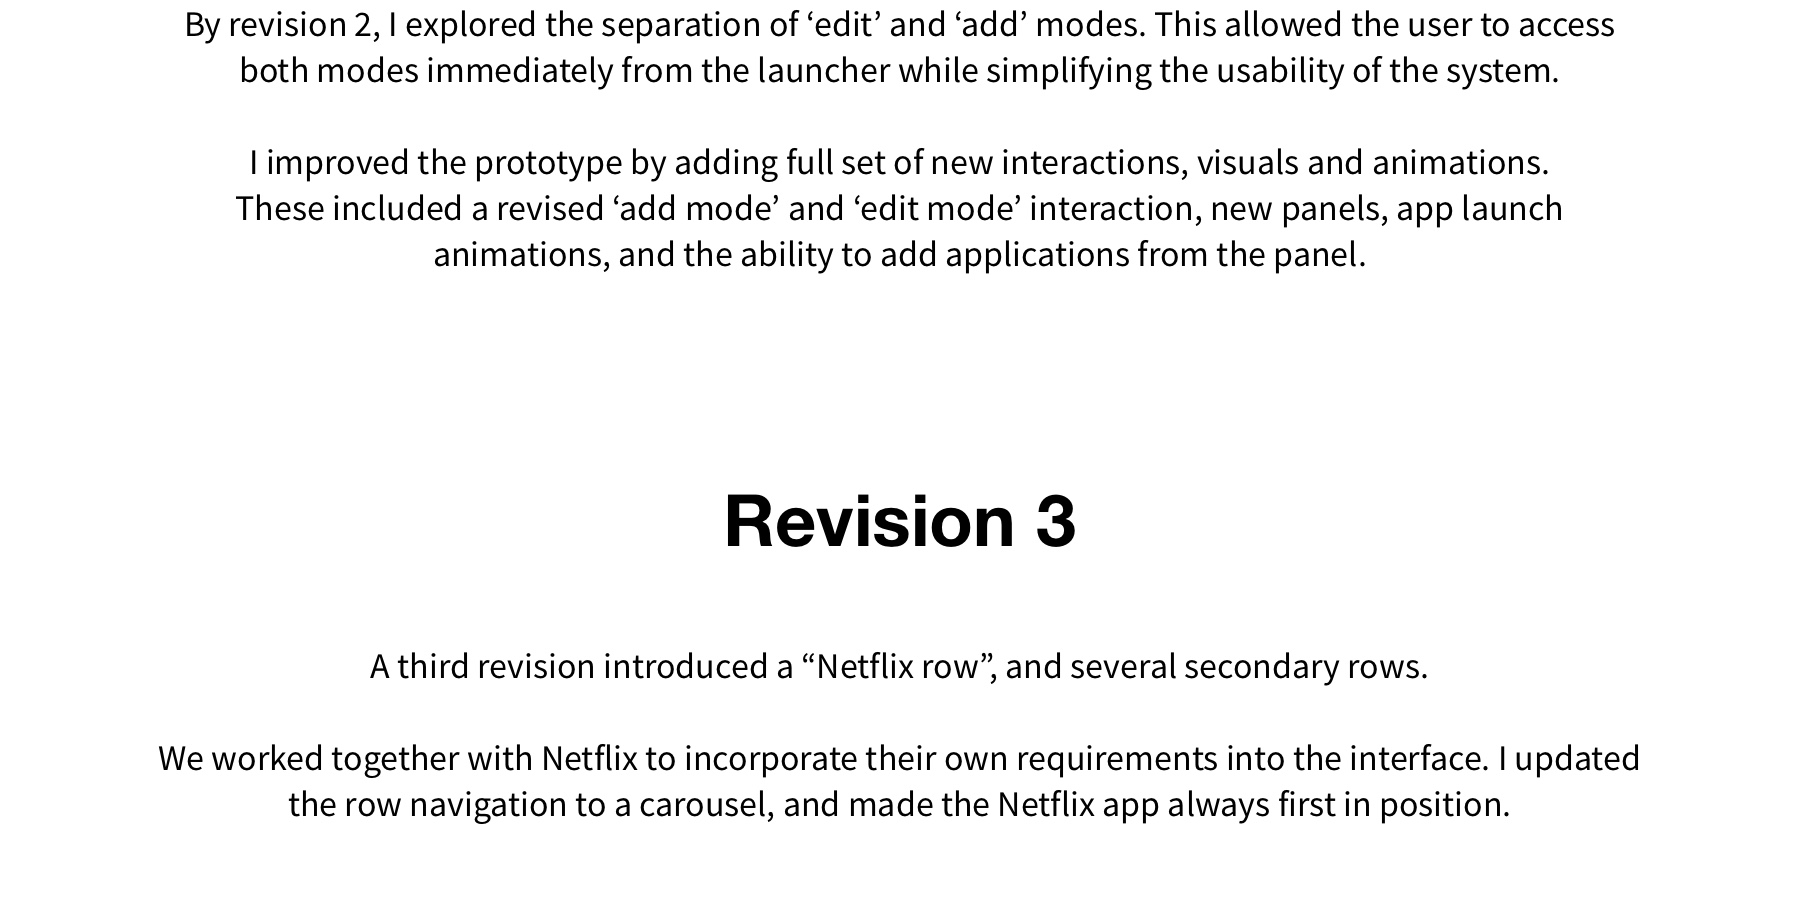 By revision 2, I explored the separation of ‘edit’ and ‘add’ modes. This allowed the user to access
both modes immediately from the launcher while simplifying the usability of the system.
I improved the prototype by adding full set of new interactions, visuals and animations.
These included a revised ‘add mode’ and ‘edit mode’ interaction, new panels, app launch
animations, and the ability to add applications from the panel.
Revision 3
A third revision introduced a “Netflix row”, and several secondary rows.
We worked together with Netflix to incorporate their own requirements into the interface. I updated
the row navigation to a carousel, and made the Netflix app always first in position.